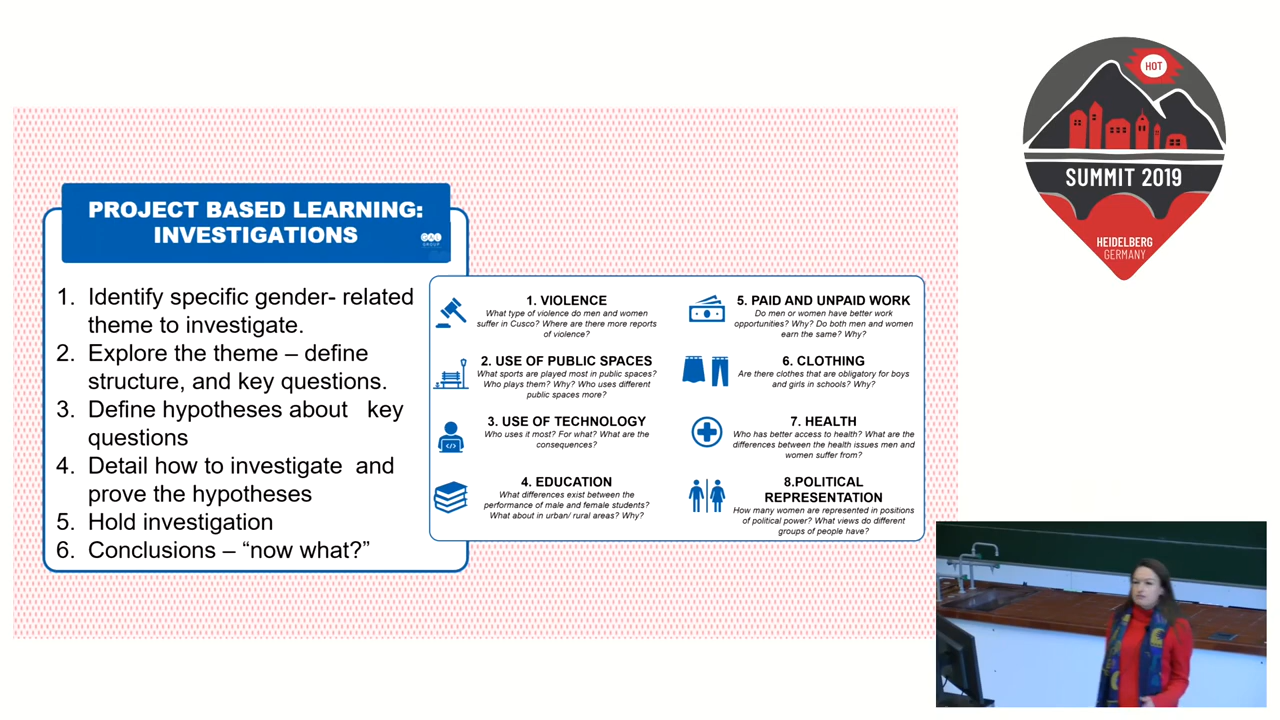 PROJECT BASED LEARNING:
INVESTIGATIONS
1. Identify specific gender- related
theme to investigate.
2. Explore the theme – define
structure, and key questions.
3. Define hypotheses about key
questions
4. Detail how to investigate and
prove the hypotheses
5. Hold investigation
6. Conclusions – “now what?”
1. VIOLENCE
What type of violence do men and women
suffer in Cusco? Where are there more reports
of violence?
2. USE OF PUBLIC SPACES
What sports are played most in public spaces?
Who plays them? Why? Who uses different
public spaces more?
3. USE OF TECHNOLOGY
Who uses it most? For what? What are the
consequences?
4. EDUCATION
What differences exist between the
performance of male and female students?
What about in urban/ rural areas? Why?
5. PAID AND UNPAID WORK
Do men or women have better work
opportunities? Why? Do both men and women
earn the same? Why?
6. CLOTHING
Are there clothes that are obligatory for boys
and girls in schools? Why?
7. HEALTH
Who has better access to health? What are the
differences between the health issues men and
women suffer from?
8.POLITICAL
REPRESENTATION
How many women are represented in positions
of political power? What views do different
groups of people have?
HOT
SUMMIT 2019
HEIDELBERG
GERMANY